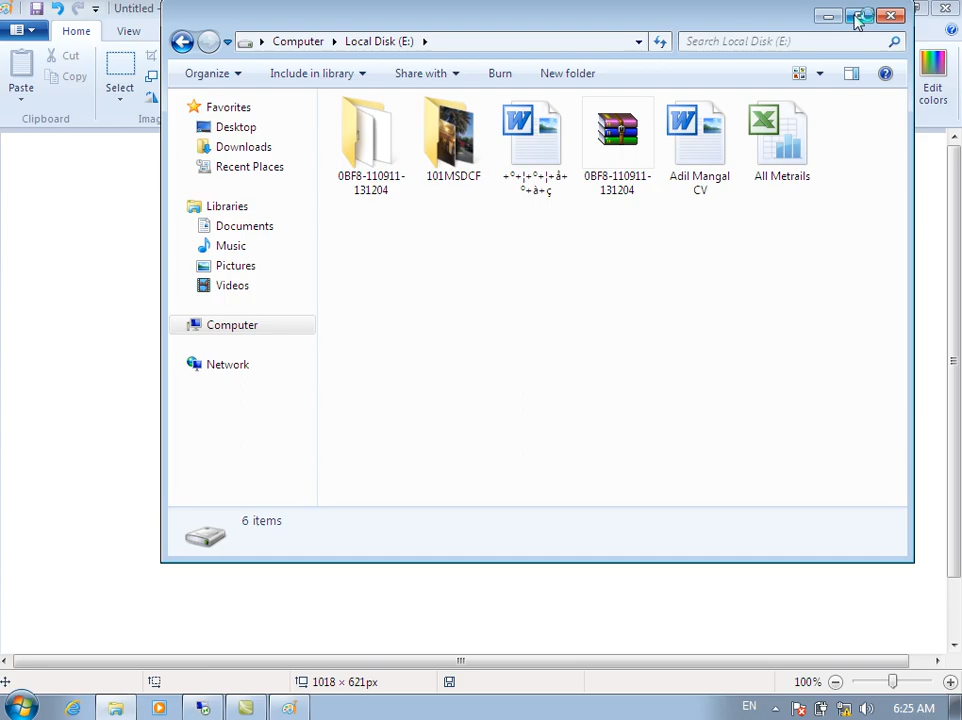 Untitled -
Home
View
Cut
Copy
Paste
Select
Clipboard
Imag
Edit
colors
Computer
Local Disk (E:)
Search Local Disk (E:)
Organize
Include in library
Share with
Burn
New folder
Favorites
Desktop
Downloads
Recent Places
Libraries
Documents
Music
Pictures
Videos
Computer
Network
0BF8-110911-
131204
101MSDCF
+º+¦+º+¦+å+
º+à+ç
0BF8-110911-
131204
Adil Mangal
CV
All Metrails
6 items
1018 × 621px
100%
EN
6:25 AM